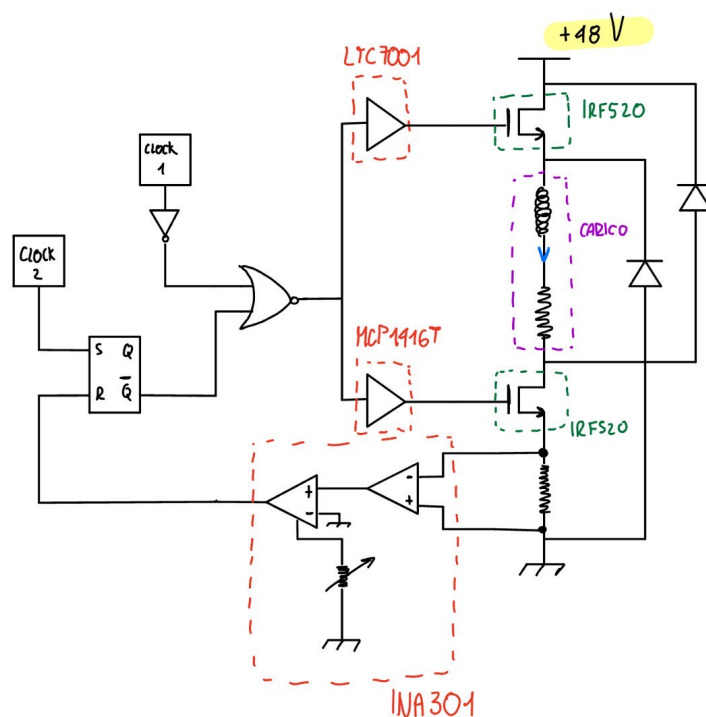 +48 V
LTC7001
IRF520
CLOCK
1
CARICO
CLOCK
2
S Q
R Q̅
MCP1416T
IRF520
-
+
+
-
INA301